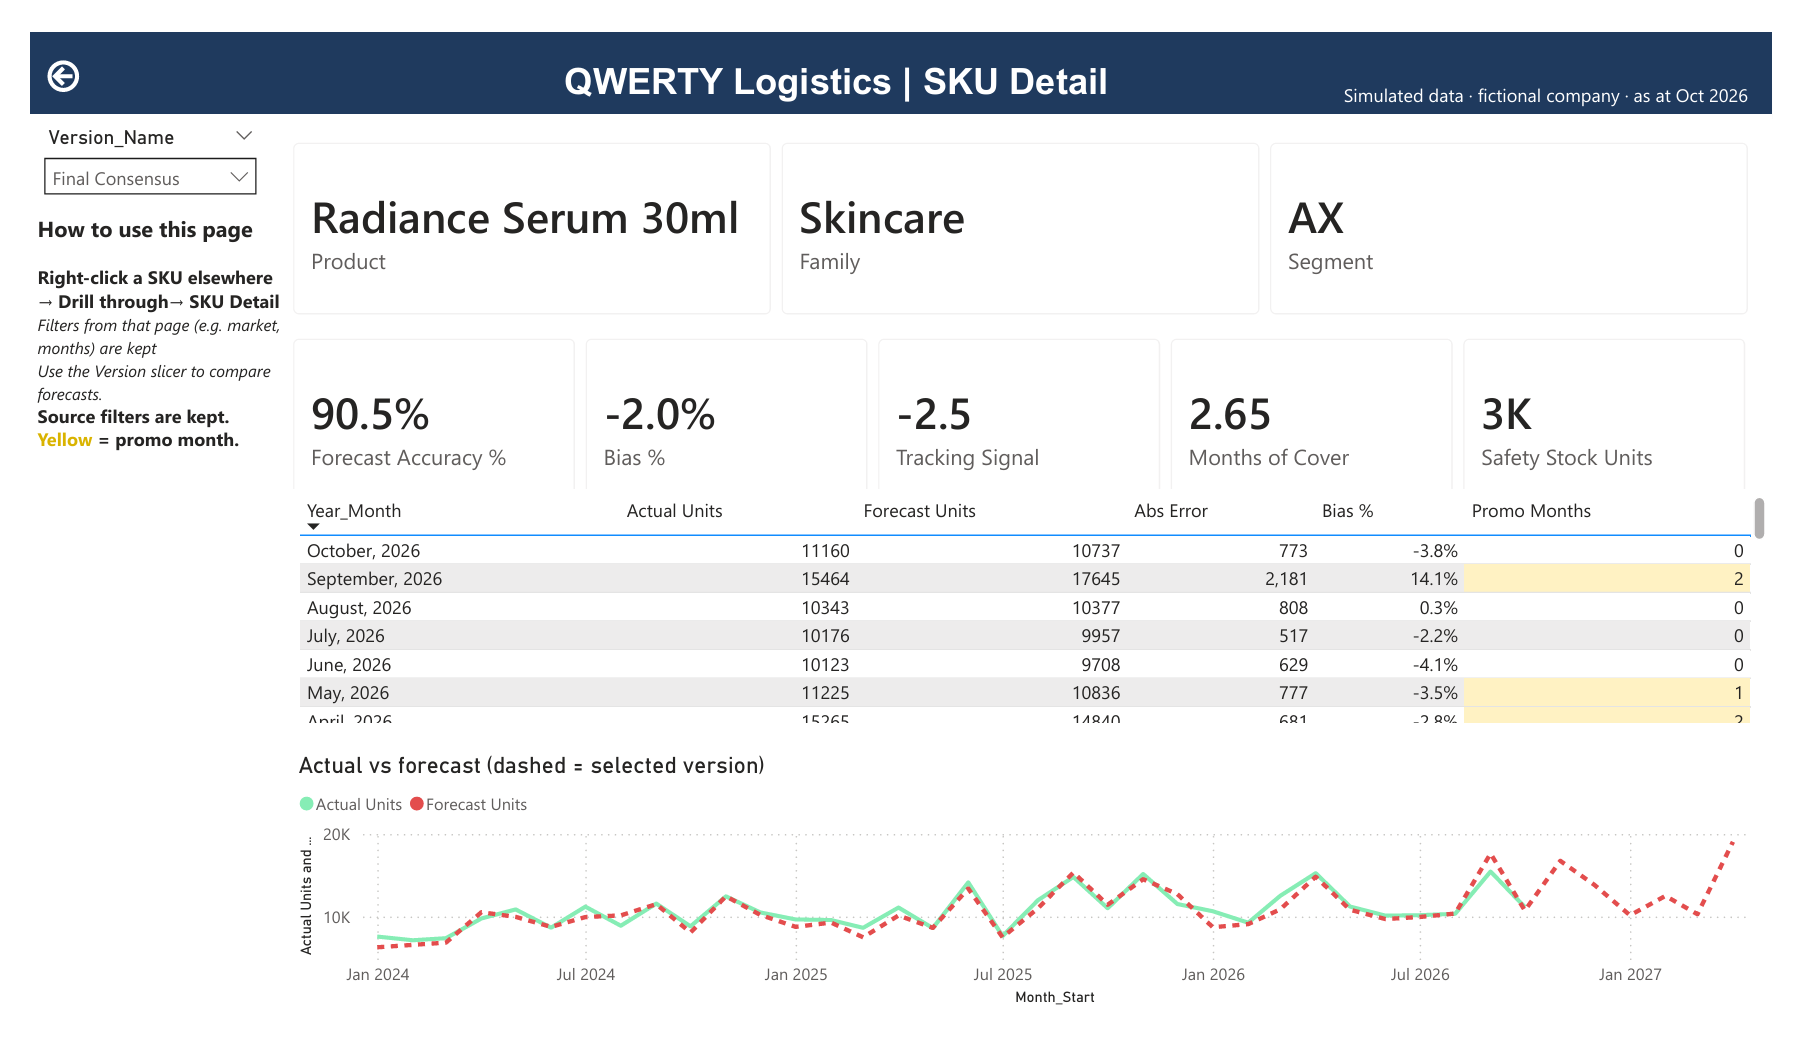 QWERTY Logistics | SKU Detail
Simulated data · fictional company · as at Oct 2026
Version_Name
Final Consensus
How to use this page
Right-click a SKU elsewhere
→ Drill through→ SKU Detail
Filters from that page (e.g. market,
months) are kept
Use the Version slicer to compare
forecasts.
Source filters are kept.
Yellow = promo month.
Radiance Serum 30ml
Product
Skincare
Family
AX
Segment
90.5%
Forecast Accuracy %
-2.0%
Bias %
-2.5
Tracking Signal
2.65
Months of Cover
3K
Safety Stock Units
Year_Month Actual Units Forecast Units Abs Error Bias % Promo Months
October, 2026 11160 10737 773 -3.8% 0
September, 2026 15464 17645 2,181 14.1% 2
August, 2026 10343 10377 808 0.3% 0
July, 2026 10176 9957 517 -2.2% 0
June, 2026 10123 9708 629 -4.1% 0
May, 2026 11225 10836 777 -3.5% 1
April, 2026 15265 14840 681 -2.8% 2
Actual vs forecast (dashed = selected version)
Actual Units Forecast Units
Actual Units and ...
20K
10K
Jan 2024 Jul 2024 Jan 2025 Jul 2025 Jan 2026 Jul 2026 Jan 2027
Month_Start